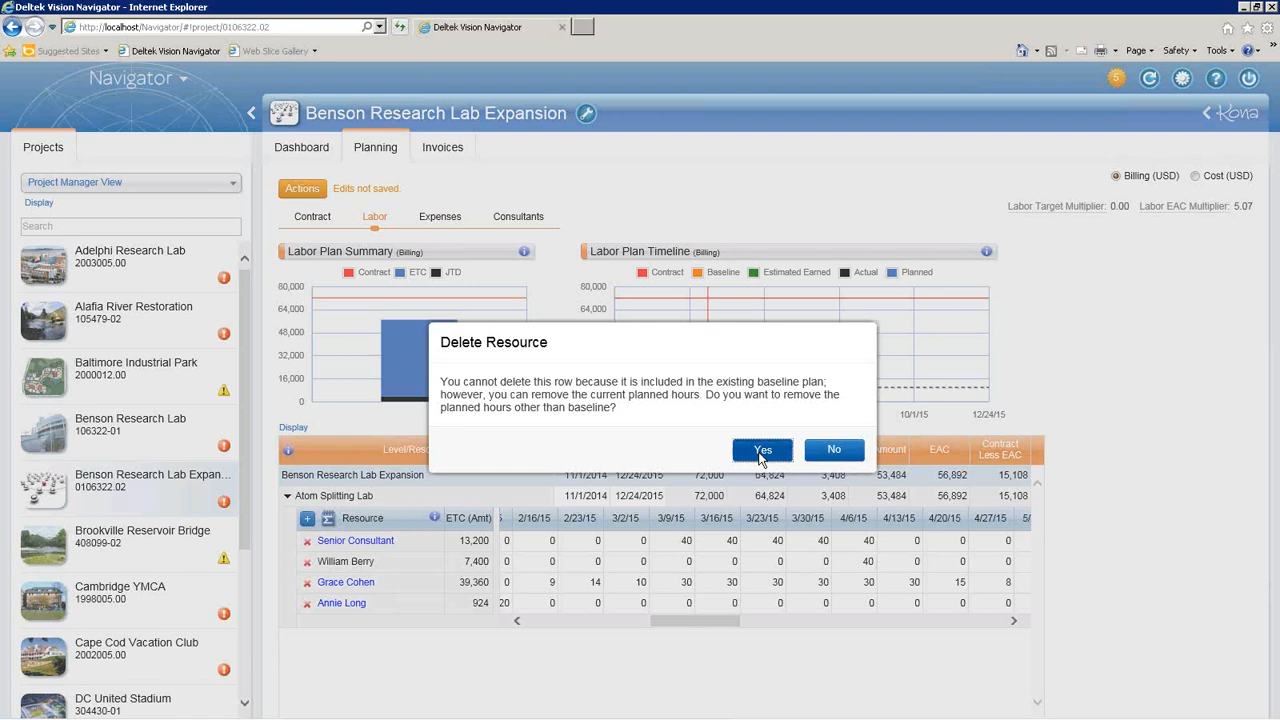 Deltek Vision Navigator - Internet Explorer
http://localhost/Navigator/#!project/0106322.02
Deltek Vision Navigator
Suggested Sites
Deltek Vision Navigator
Web Slice Gallery
Page
Safety
Tools
Navigator
5
Benson Research Lab Expansion
Kona
Projects
Dashboard
Planning
Invoices
Project Manager View
Display
Search
Adelphi Research Lab
2003005.00
Alafia River Restoration
105479-02
Baltimore Industrial Park
2000012.00
Benson Research Lab
106322-01
Benson Research Lab Expan...
0106322.02
Brookville Reservoir Bridge
408099-02
Cambridge YMCA
1998005.00
Cape Cod Vacation Club
2002005.00
DC United Stadium
304430-01
Actions
Edits not saved.
Billing (USD)
Cost (USD)
Labor Target Multiplier: 0.00
Labor EAC Multiplier: 5.07
Contract
Labor
Expenses
Consultants
Labor Plan Summary (Billing)
Contract ETC JTD
80,000
64,000
48,000
32,000
16,000
0
Labor Plan Timeline (Billing)
Contract Baseline Estimated Earned Actual Planned
80,000
64,000
10/1/15 12/24/15
Delete Resource
You cannot delete this row because it is included in the existing baseline plan;
however, you can remove the current planned hours. Do you want to remove the
planned hours other than baseline?
Yes
No
Display
Level/Reso
Amount
EAC
Contract
Less EAC
Benson Research Lab Expansion 11/1/2014 12/24/2015 72,000 64,824 3,408 53,484 56,892 15,108
Atom Splitting Lab 11/1/2014 12/24/2015 72,000 64,824 3,408 53,484 56,892 15,108
Resource ETC (Amt) 2/16/15 2/23/15 3/2/15 3/9/15 3/16/15 3/23/15 3/30/15 4/6/15 4/13/15 4/20/15 4/27/15
Senior Consultant 13,200 0 0 0 0 40 40 40 40 40 0 0 0
William Berry 7,400 0 0 0 0 0 0 0 0 40 0 0 0
Grace Cohen 39,360 0 9 14 10 30 30 30 30 30 30 15 8
Annie Long 924 20 0 0 0 0 0 0 0 0 0 0 0